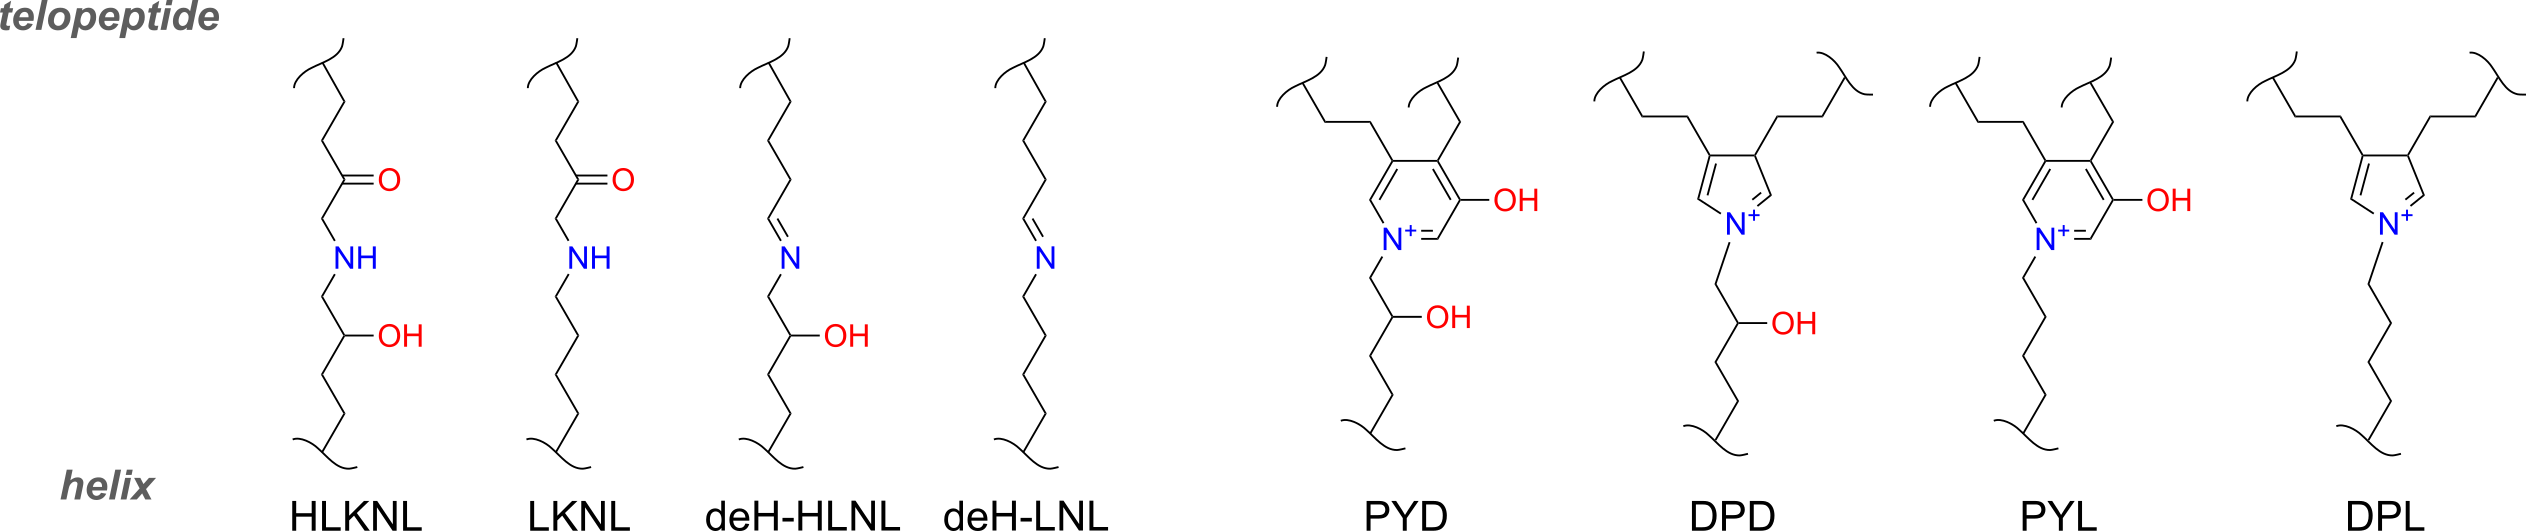 telopeptide
O
O
OH
OH
N+
N+
N+
N+
NH
NH
N
N
OH
OH
OH
OH
helix
HLKNL
LKNL
deH-HLNL
deH-LNL
PYD
DPD
PYL
DPL